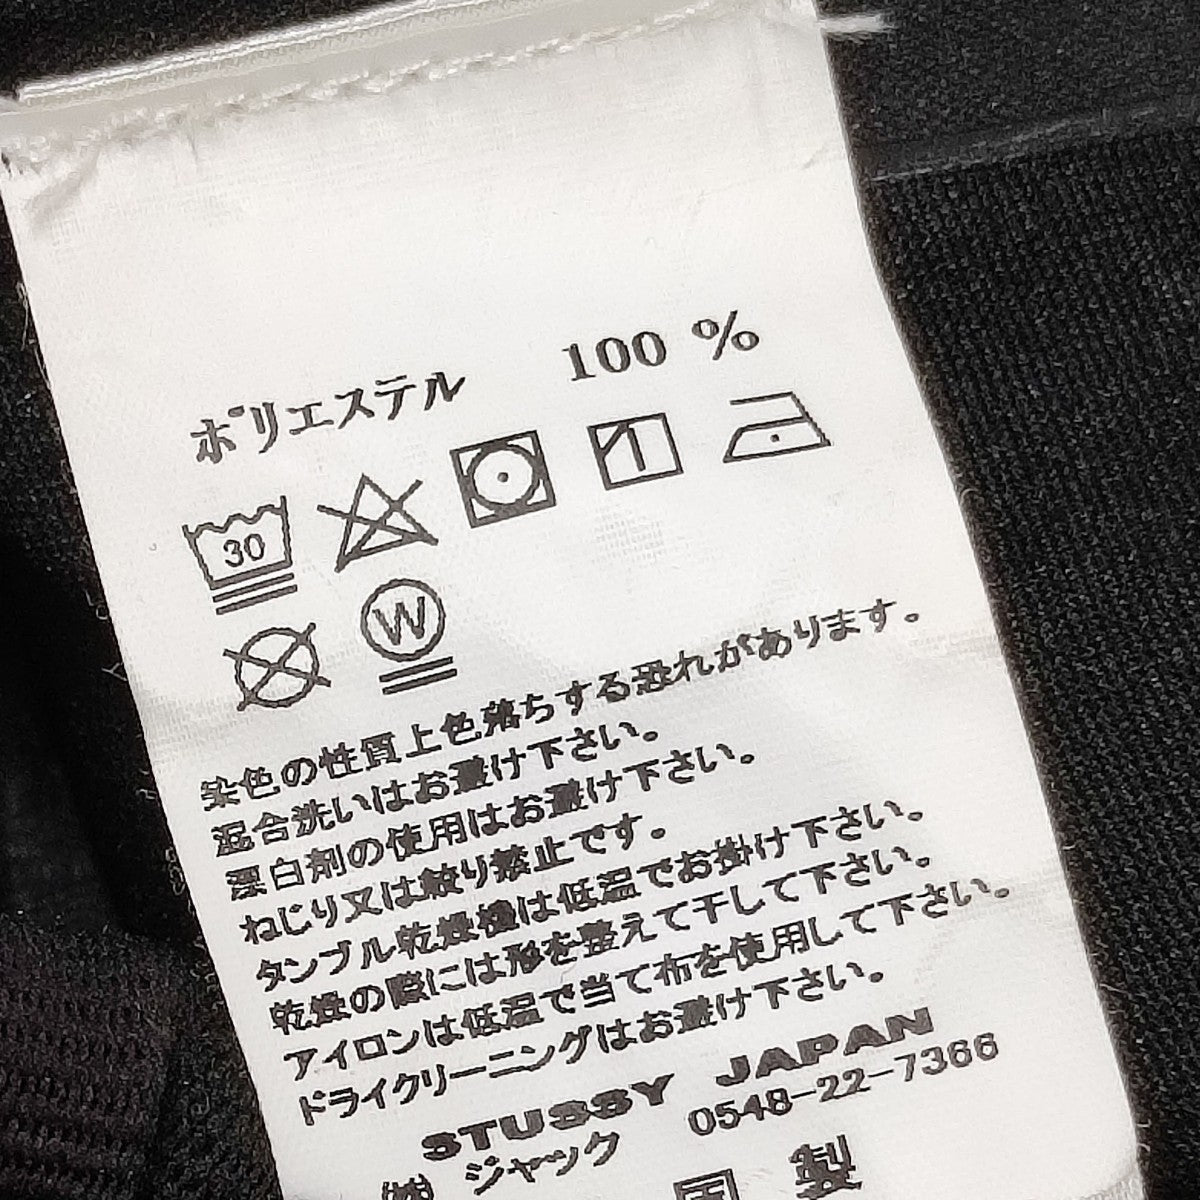 ポリエステル 100 %
30
W
染色の性質上色落ちする恐れがあります。
混合洗いはお避け下さい。
漂白剤の使用はお避け下さい。
ねじり又は絞り禁止です。
タンブル乾燥機は低温でお掛け下さい。
乾燥の際には形を整えて干して下さい。
アイロンは低温で当て布を使用して下さい。
ドライクリーニングはお避け下さい。
STUSSY JAPAN
㈱ ジャック 0548-22-7366
国 製